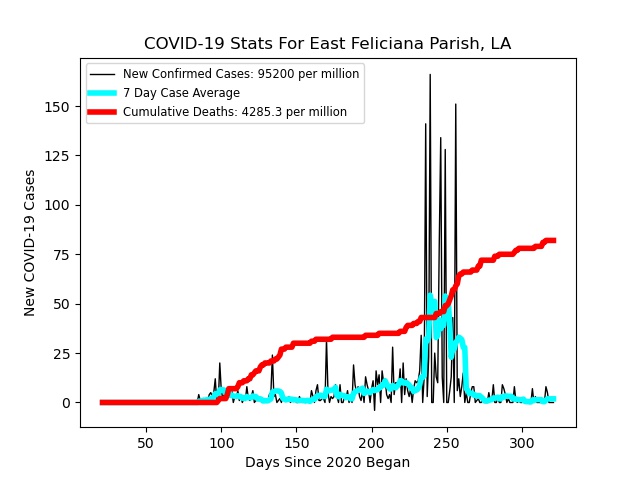 COVID-19 Stats For East Feliciana Parish, LA
New Confirmed Cases: 95200 per million
7 Day Case Average
Cumulative Deaths: 4285.3 per million
New COVID-19 Cases
150
125
100
75
50
25
0
50 100 150 200 250 300
Days Since 2020 Began